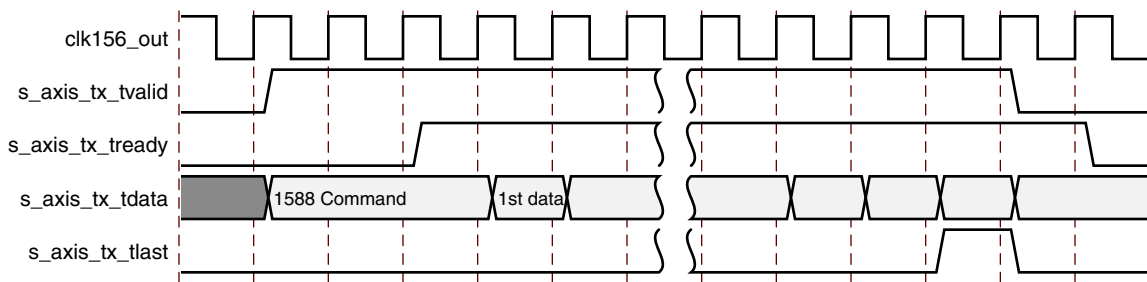 clk156_out
s_axis_tx_tvalid
s_axis_tx_tready
s_axis_tx_tdata 1588 Command 1st data
s_axis_tx_tlast